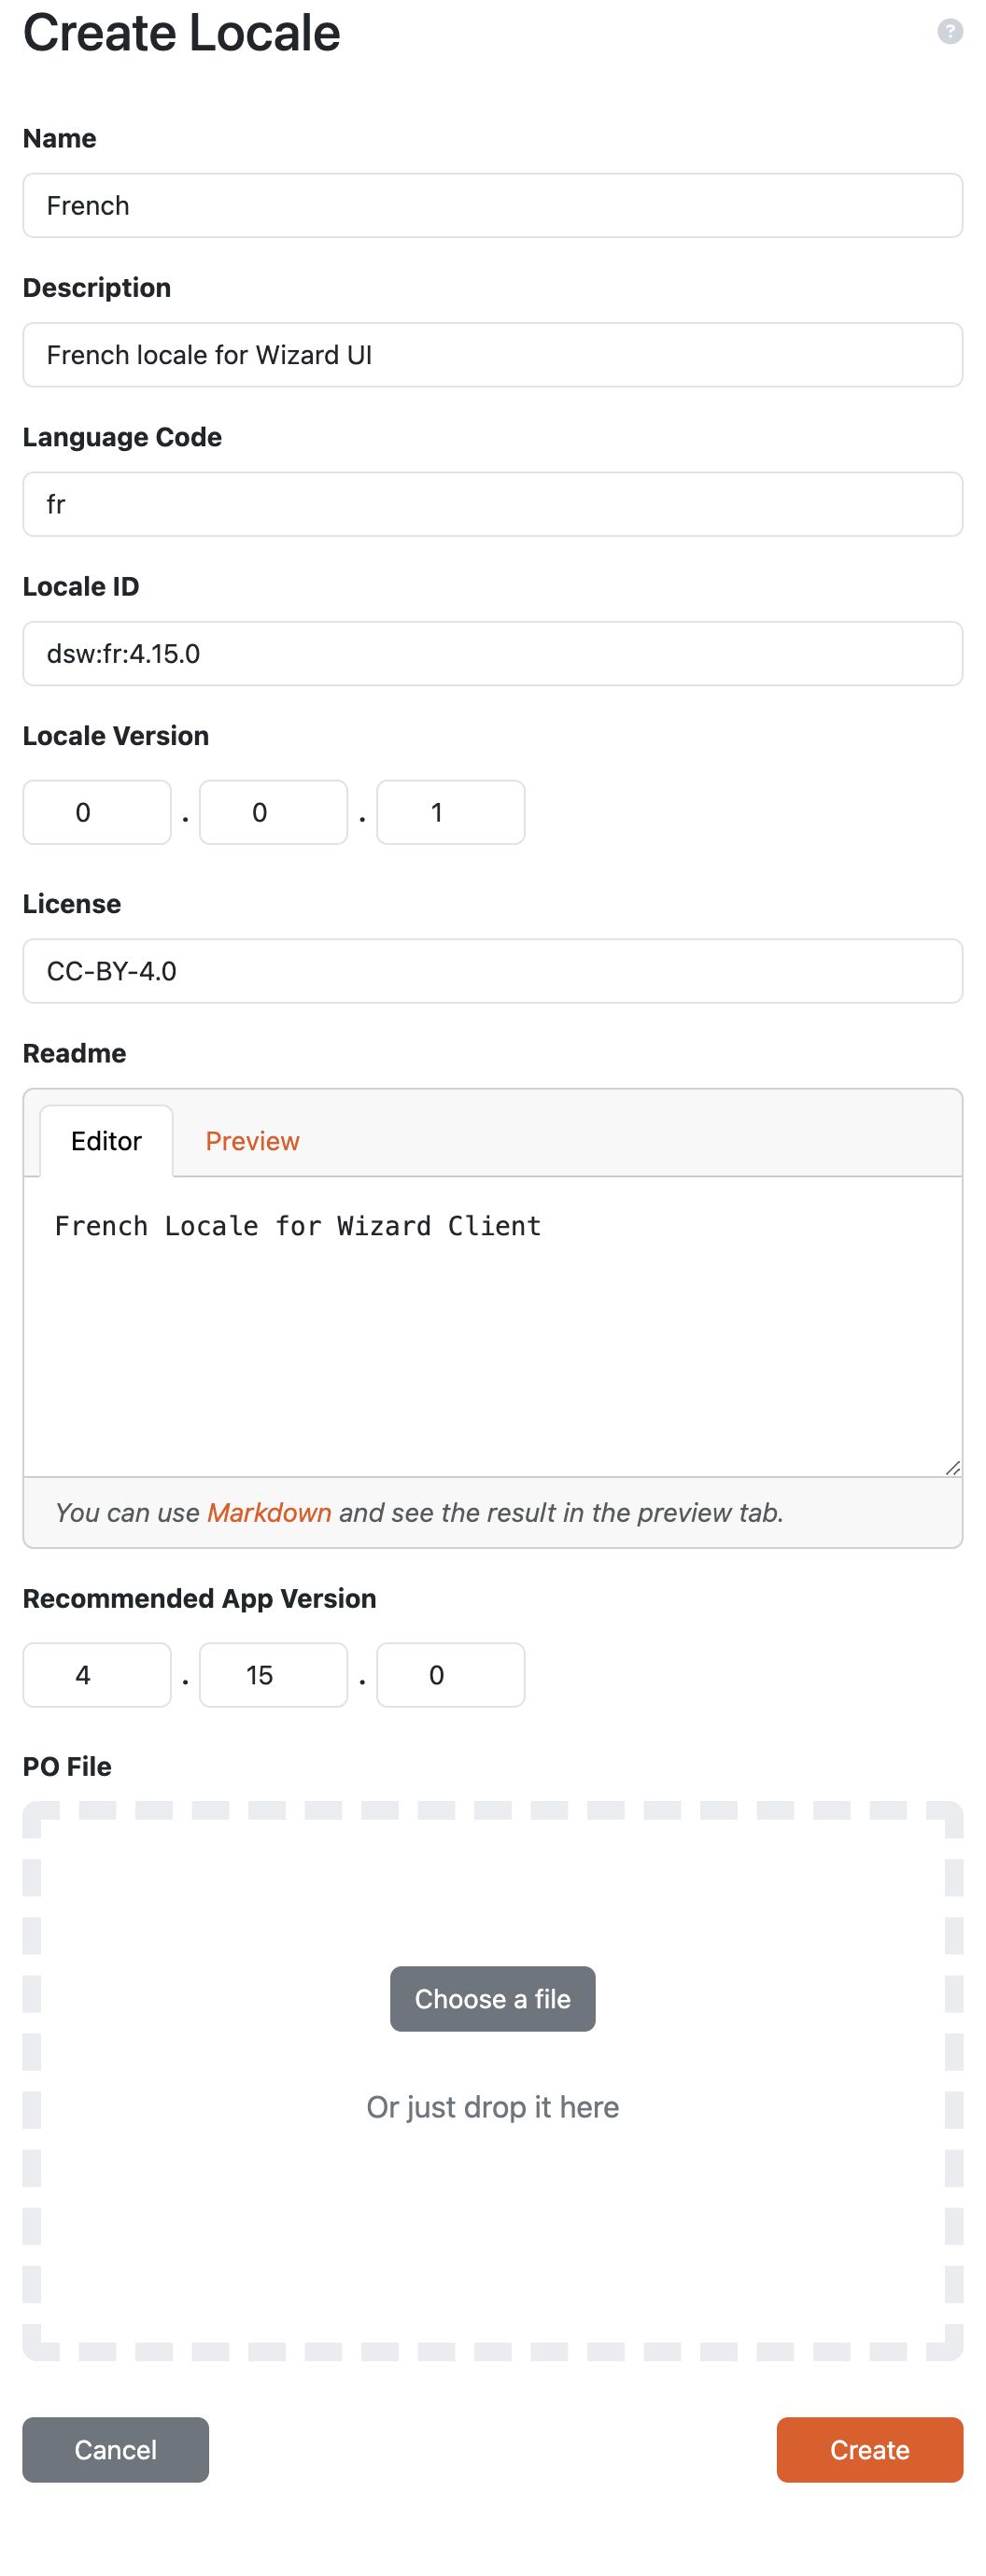 Create Locale
?
Name
French
Description
French locale for Wizard UI
Language Code
fr
Locale ID
dsw:fr:4.15.0
Locale Version
0 . 0 . 1
License
CC-BY-4.0
Readme
Editor Preview
French Locale for Wizard Client
You can use Markdown and see the result in the preview tab.
Recommended App Version
4 . 15 . 0
PO File
Choose a file
Or just drop it here
Cancel Create